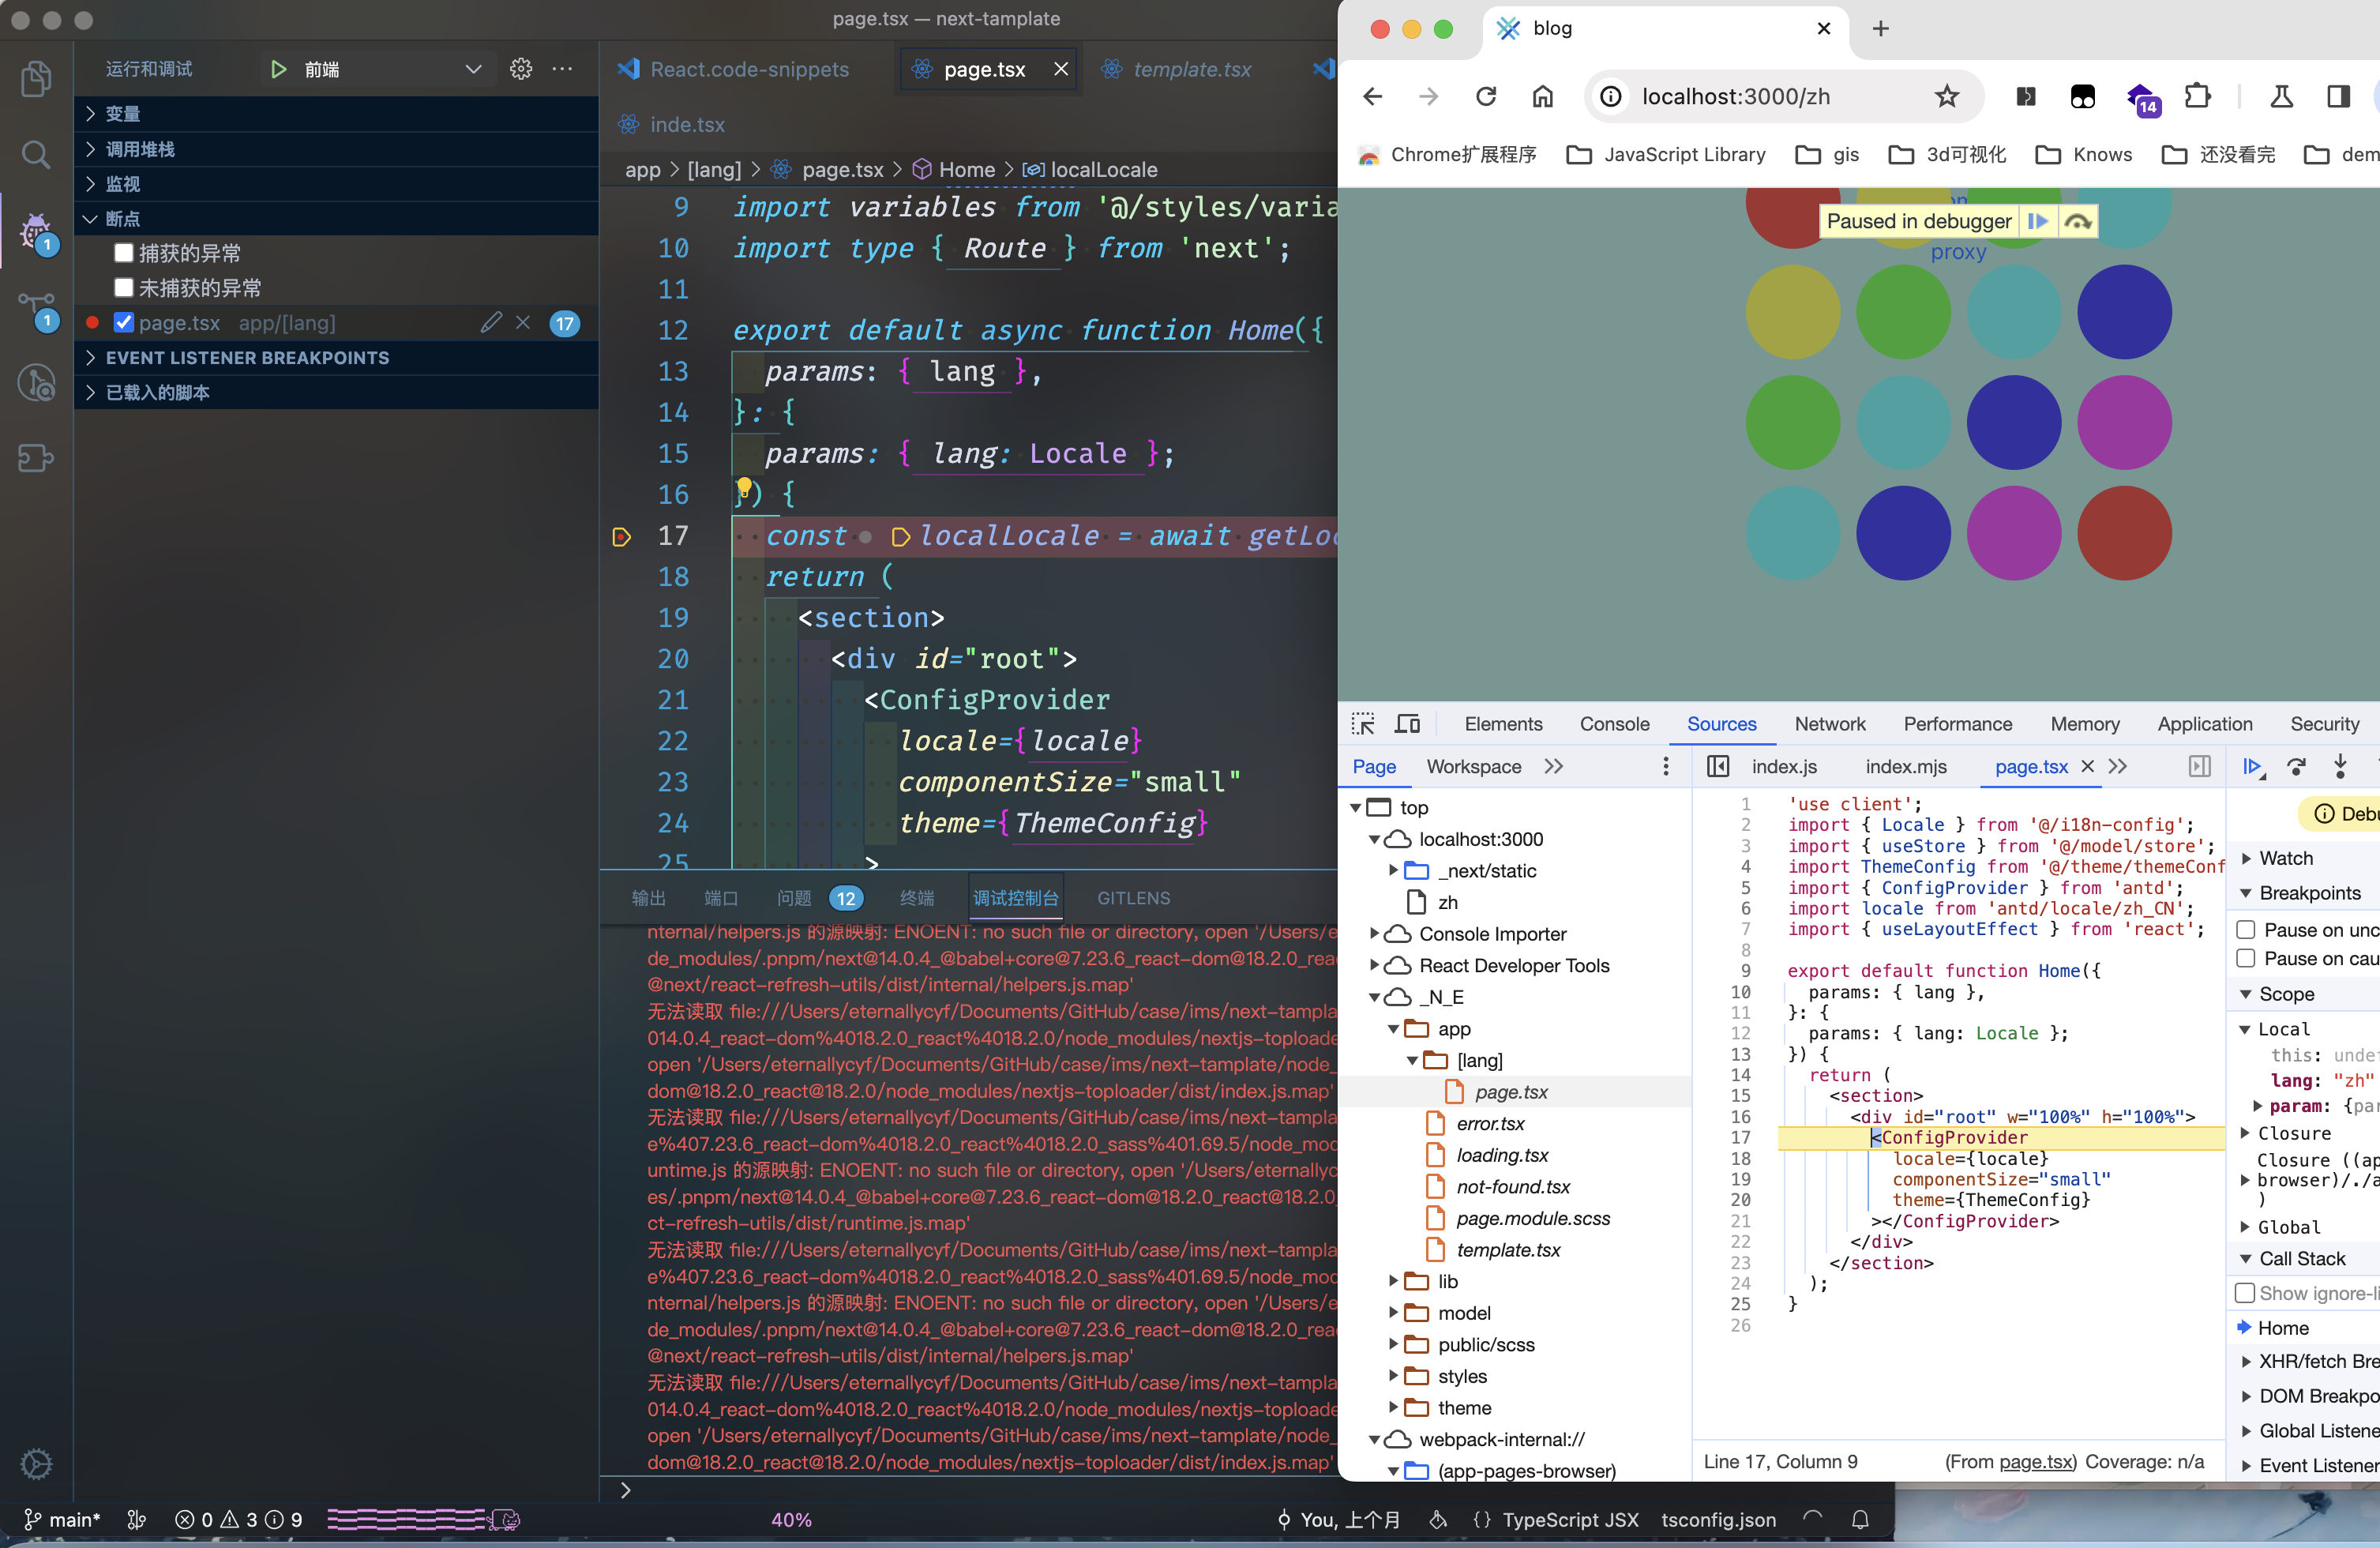 page.tsx — next-tamplate
运行和调试
前端
变量
调用堆栈
监视
断点
捕获的异常
未捕获的异常
page.tsx app/[lang] 17
EVENT LISTENER BREAKPOINTS
已载入的脚本
1
1
React.code-snippets
page.tsx
template.tsx
inde.tsx
app > [lang] > page.tsx > Home > localLocale
9 import variables from '@/styles/varia
10 import type { Route } from 'next';
11
12 export default async function Home({
13 params: { lang },
14 }: {
15 params: { lang: Locale };
16 }) {
17 const localLocale = await getLoc
18 return (
19 <section>
20 <div id="root">
21 <ConfigProvider
22 locale={locale}
23 componentSize="small"
24 theme={ThemeConfig}
25 >
输出 端口 问题 12 终端 调试控制台 GITLENS
nternal/helpers.js 的源映射: ENOENT: no such file or directory, open '/Users/e
de_modules/.pnpm/next@14.0.4_@babel+core@7.23.6_react-dom@18.2.0_rea
@next/react-refresh-utils/dist/internal/helpers.js.map'
无法读取 file:///Users/eternallycyf/Documents/GitHub/case/ims/next-tampla
014.0.4_react-dom%4018.2.0_react%4018.2.0/node_modules/nextjs-toploade
open '/Users/eternallycyf/Documents/GitHub/case/ims/next-tamplate/node_
dom@18.2.0_react@18.2.0/node_modules/nextjs-toploader/dist/index.js.map'
无法读取 file:///Users/eternallycyf/Documents/GitHub/case/ims/next-tampla
e%407.23.6_react-dom%4018.2.0_react%4018.2.0_sass%401.69.5/node_mod
untime.js 的源映射: ENOENT: no such file or directory, open '/Users/eternallyc
es/.pnpm/next@14.0.4_@babel+core@7.23.6_react-dom@18.2.0_react@18.2.0_
ct-refresh-utils/dist/runtime.js.map'
无法读取 file:///Users/eternallycyf/Documents/GitHub/case/ims/next-tampla
e%407.23.6_react-dom%4018.2.0_react%4018.2.0_sass%401.69.5/node_mod
nternal/helpers.js 的源映射: ENOENT: no such file or directory, open '/Users/e
de_modules/.pnpm/next@14.0.4_@babel+core@7.23.6_react-dom@18.2.0_rea
@next/react-refresh-utils/dist/internal/helpers.js.map'
无法读取 file:///Users/eternallycyf/Documents/GitHub/case/ims/next-tampla
014.0.4_react-dom%4018.2.0_react%4018.2.0/node_modules/nextjs-toploade
open '/Users/eternallycyf/Documents/GitHub/case/ims/next-tamplate/node_
dom@18.2.0_react@18.2.0/node_modules/nextjs-toploader/dist/index.js.map'
main* 0 3 9 40% You, 上个月 {} TypeScript JSX tsconfig.json
blog
localhost:3000/zh
14
Chrome扩展程序 JavaScript Library gis 3d可视化 Knows 还没看完 dem
Paused in debugger
proxy
Elements Console Sources Network Performance Memory Application Security
Page Workspace
top
localhost:3000
_next/static
zh
Console Importer
React Developer Tools
_N_E
app
[lang]
page.tsx
error.tsx
loading.tsx
not-found.tsx
page.module.scss
template.tsx
lib
model
public/scss
styles
theme
webpack-internal://
(app-pages-browser)
index.js index.mjs page.tsx
1 'use client';
2 import { Locale } from '@/i18n-config';
3 import { useStore } from '@/model/store';
4 import ThemeConfig from '@/theme/themeConf
5 import { ConfigProvider } from 'antd';
6 import locale from 'antd/locale/zh_CN';
7 import { useLayoutEffect } from 'react';
8
9 export default function Home({
10 params: { lang },
11 }: {
12 params: { lang: Locale };
13 }) {
14 return (
15 <section>
16 <div id="root" w="100%" h="100%">
17 <ConfigProvider
18 locale={locale}
19 componentSize="small"
20 theme={ThemeConfig}
21 ></ConfigProvider>
22 </div>
23 </section>
24 );
25 }
26
Line 17, Column 9 (From page.tsx) Coverage: n/a
Debu
Watch
Breakpoints
Pause on unc
Pause on cau
Scope
Local
this: undef
lang: "zh"
param: {par
Closure
Closure ((ap
browser)/./a
)
Global
Call Stack
Show ignore-li
Home
XHR/fetch Bre
DOM Breakpo
Global Listene
Event Listener